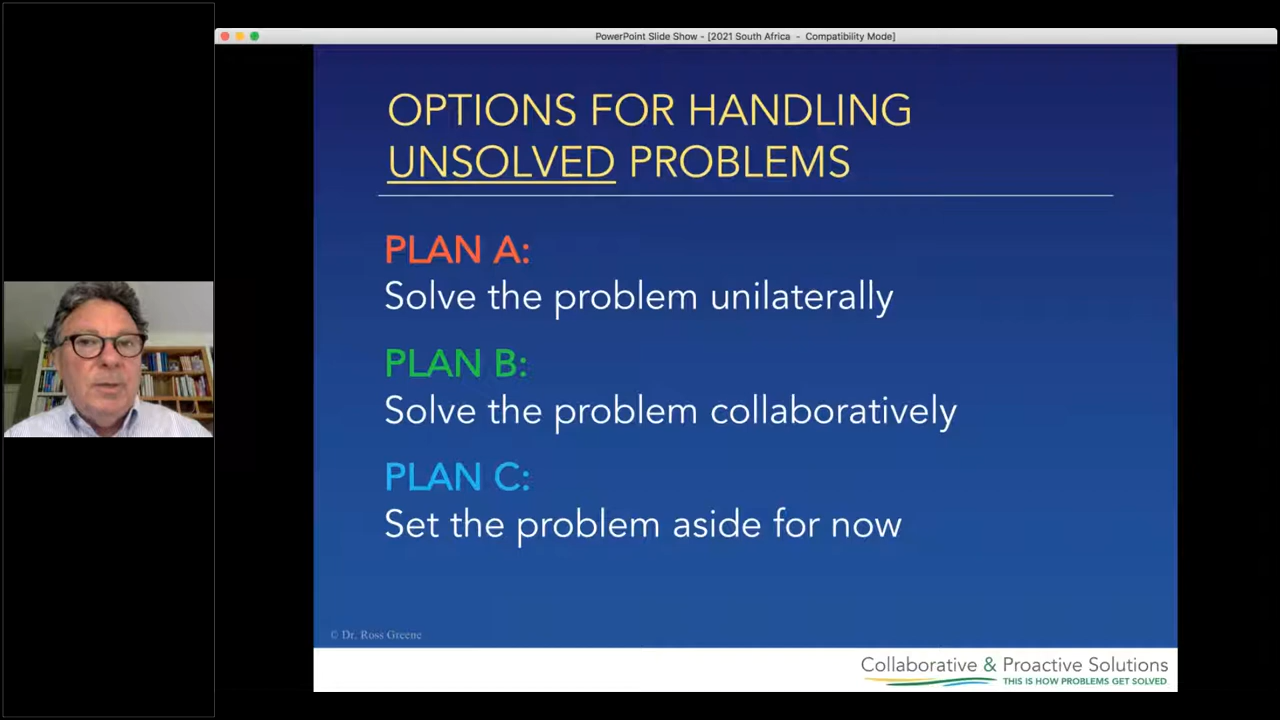 PowerPoint Slide Show - [2021 South Africa - Compatibility Mode]
OPTIONS FOR HANDLING
UNSOLVED PROBLEMS
PLAN A:
Solve the problem unilaterally
PLAN B:
Solve the problem collaboratively
PLAN C:
Set the problem aside for now
© Dr. Ross Greene
Collaborative & Proactive Solutions
THIS IS HOW PROBLEMS GET SOLVED